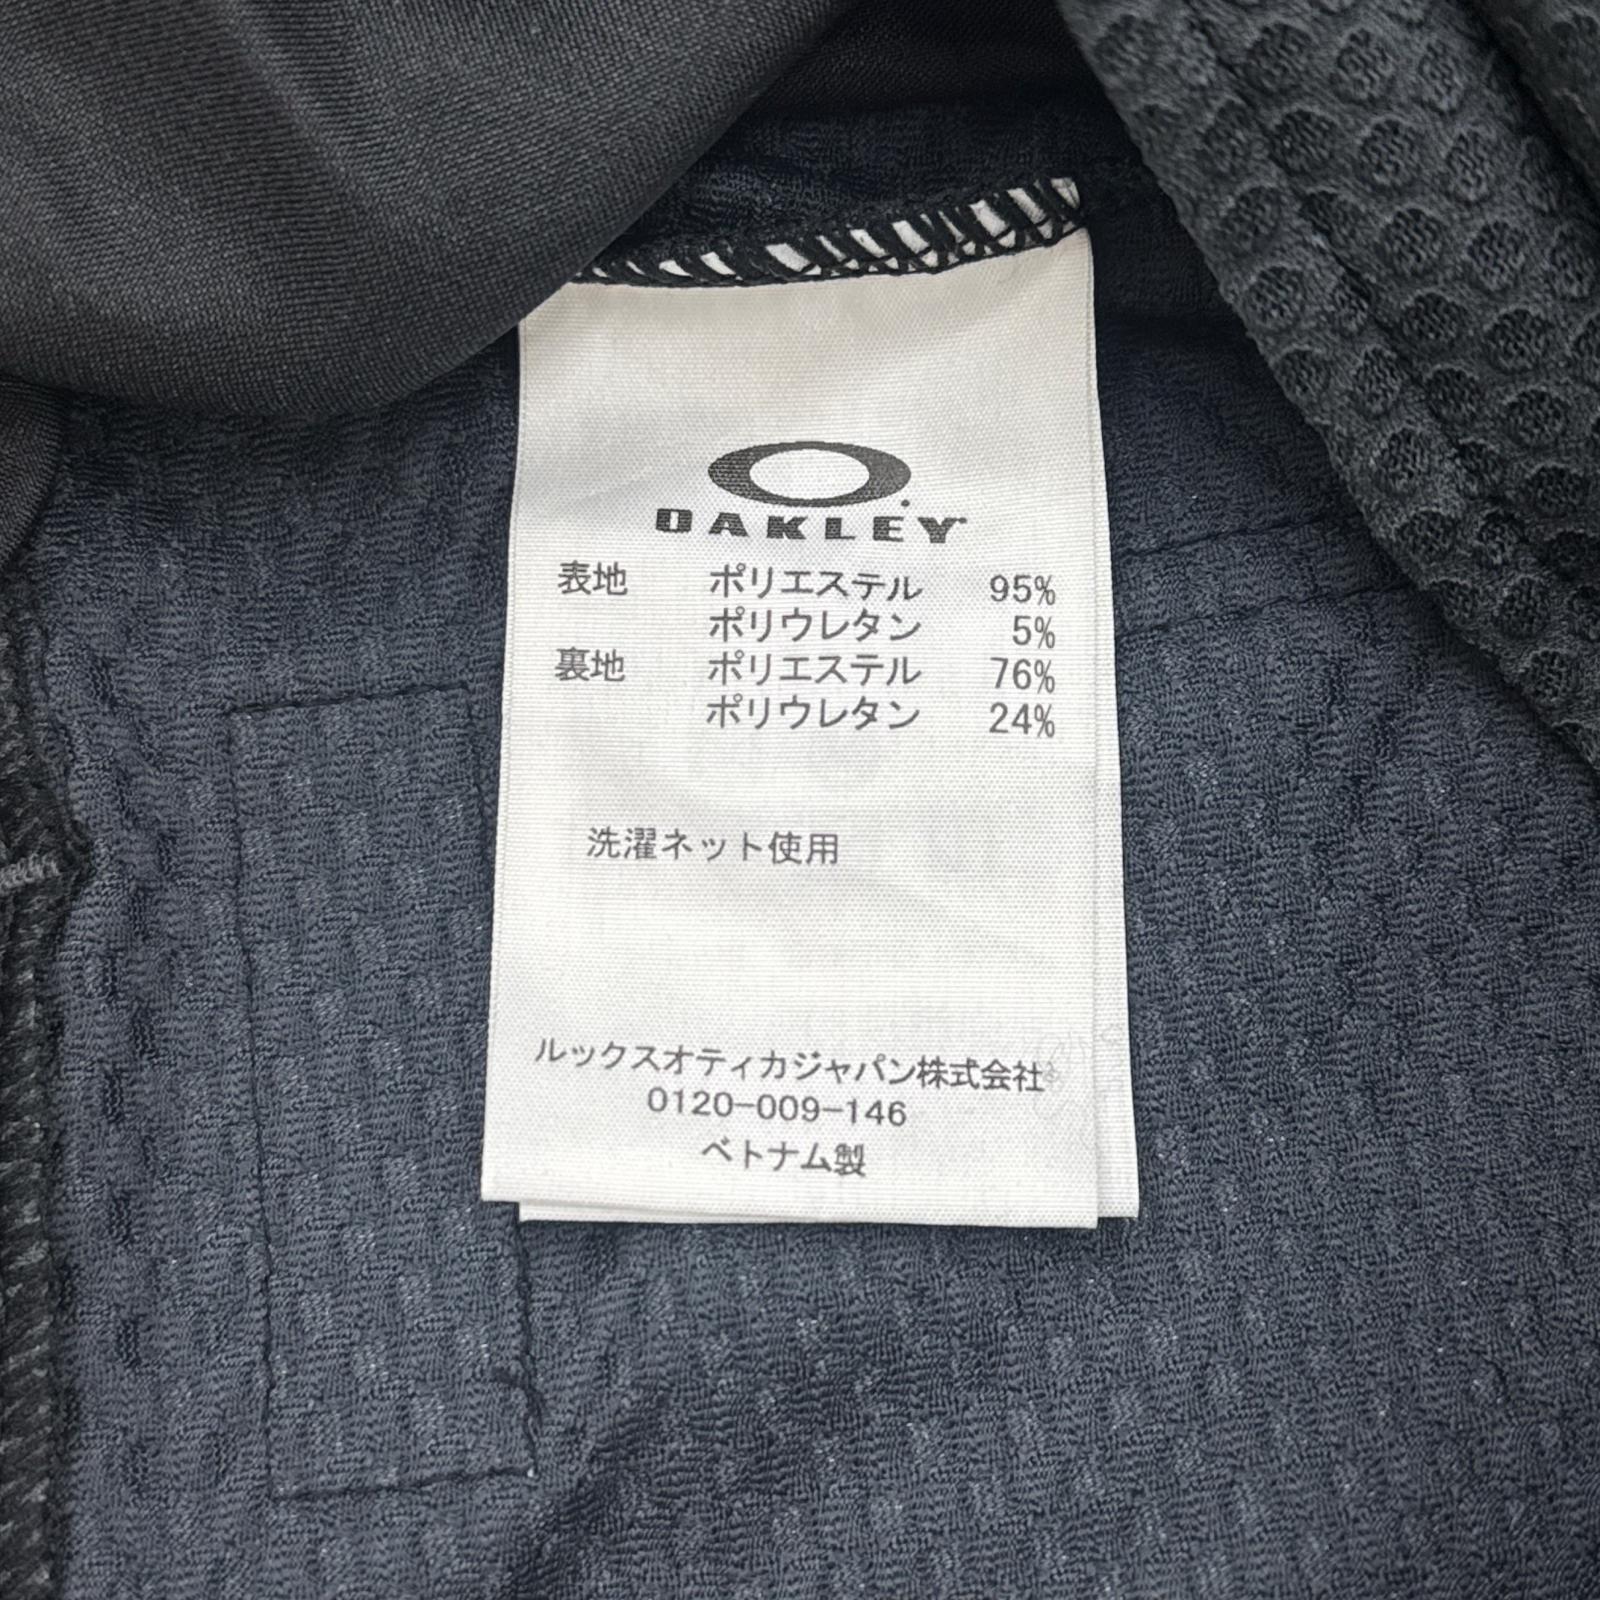 OAKLEY
表地 ポリエステル 95%
ポリウレタン 5%
裏地 ポリエステル 76%
ポリウレタン 24%
洗濯ネット使用
ルックスオティカジャパン株式会社
0120-009-146
ベトナム製